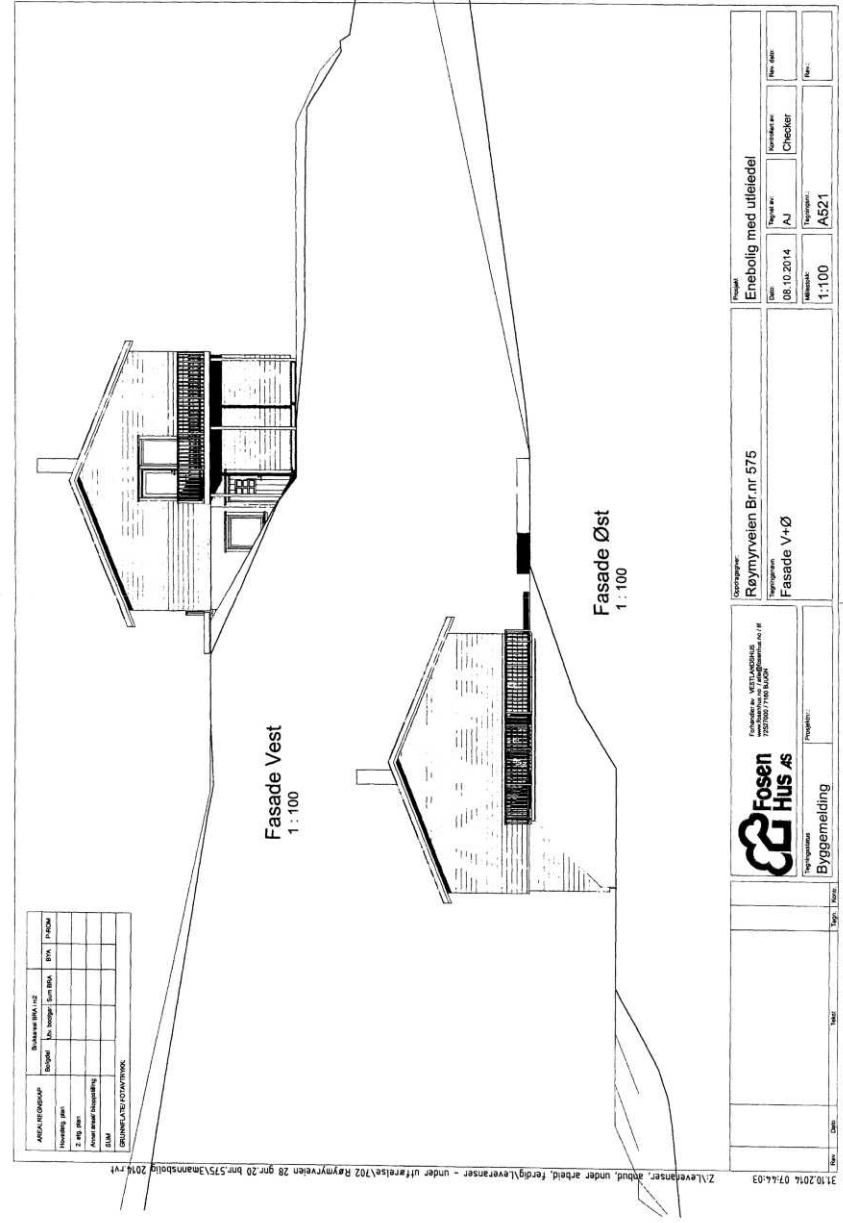 AREALREGNSKAP
Bruksareal BRA i m2
Boligdel
Utv. boder
Sum BRA
BYA
P-ROM
Hovedetg. plan
2. etg. plan
SUM
GRUNNFLATE/ FOTAVTRYKK:
Fasade Vest
1 : 100
Fasade Øst
1 : 100
Z:\Leveranser, anbud, under arbeid, ferdig\Leveranser - under utførelse\702 Røymyrveien 28 gnr.20 bnr.575\3mannsbolig 2014.rvt
31.10.2014 07:44:03
Rev.
Dato
Tekst
Tegn.
Kontr.
Fosen
Hus AS
Forhandler av VESTLANDSHUS
Tegningsstatus
Byggemelding
Prosjektnr.:
Oppdragsgiver:
Røymyrveien Br.nr 575
Tegningsnavn
Fasade V+Ø
Prosjekt
Enebolig med utleiedel
Dato
08.10.2014
Tegnet av:
AJ
Kontrollert av:
Checker
Rev. dato:
Målestokk:
1:100
Tegningsnr.:
A521
Rev.: